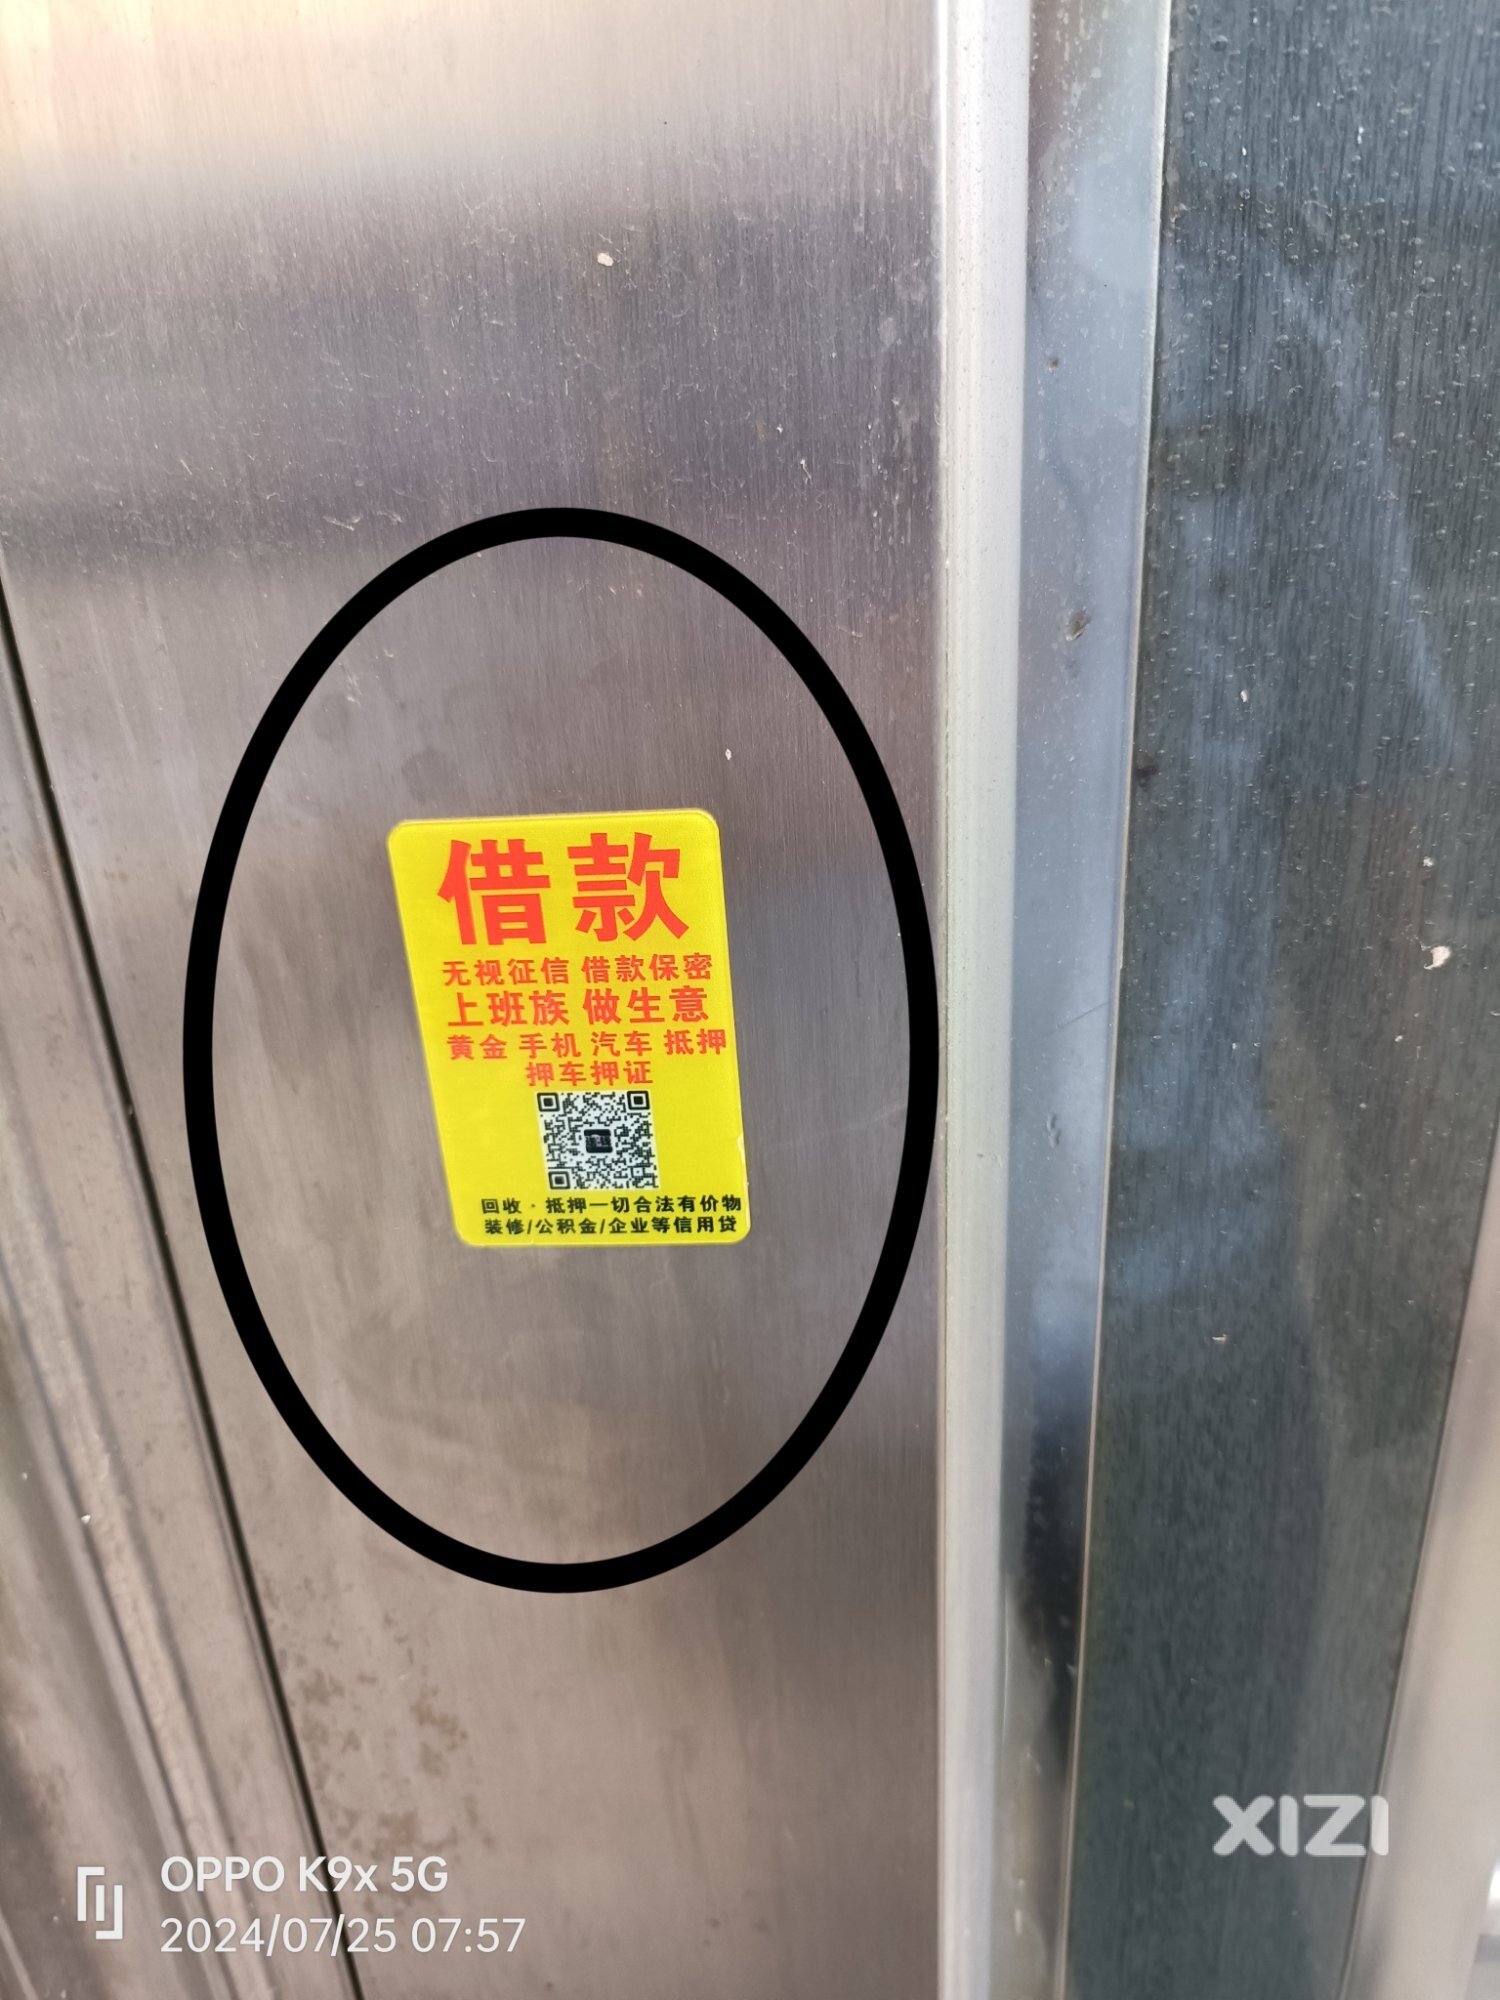 借款
无视征信 借款保密
上班族 做生意
黄金 手机 汽车 抵押
押车押证
回收·抵押一切合法有价物
装修/公积金/企业等信用贷
XIZI
OPPO K9x 5G
2024/07/25 07:57